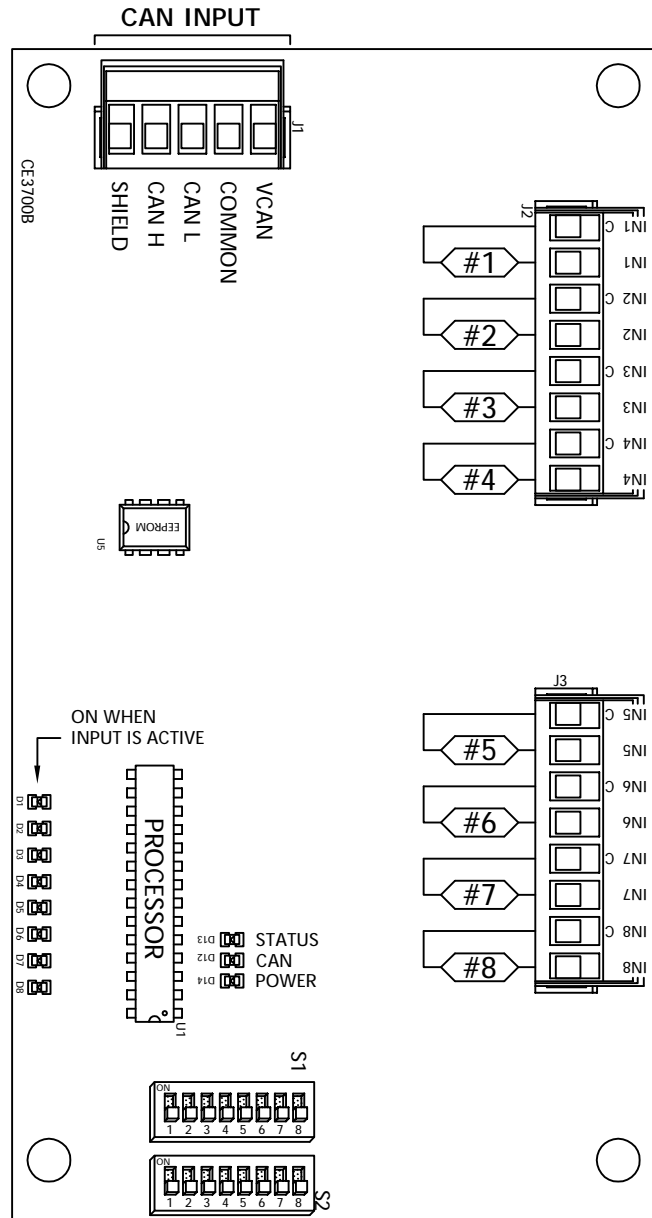 CAN INPUT
J1
SHIELD
CAN H
CAN L
COMMON
VCAN
CE3700B
J2
IN1 C
#1
IN1
IN2 C
#2
IN2
IN3 C
#3
IN3
IN4 C
#4
IN4
EEPROM
U5
J3
IN5 C
#5
IN5
IN6 C
#6
IN6
IN7 C
#7
IN7
IN8 C
#8
IN8
ON WHEN
INPUT IS ACTIVE
D1
D2
D3
D4
D5
D6
D7
D8
PROCESSOR
U1
D13 STATUS
D12 CAN
D14 POWER
S1
ON
1 2 3 4 5 6 7 8
ON
1 2 3 4 5 6 7 8
S2